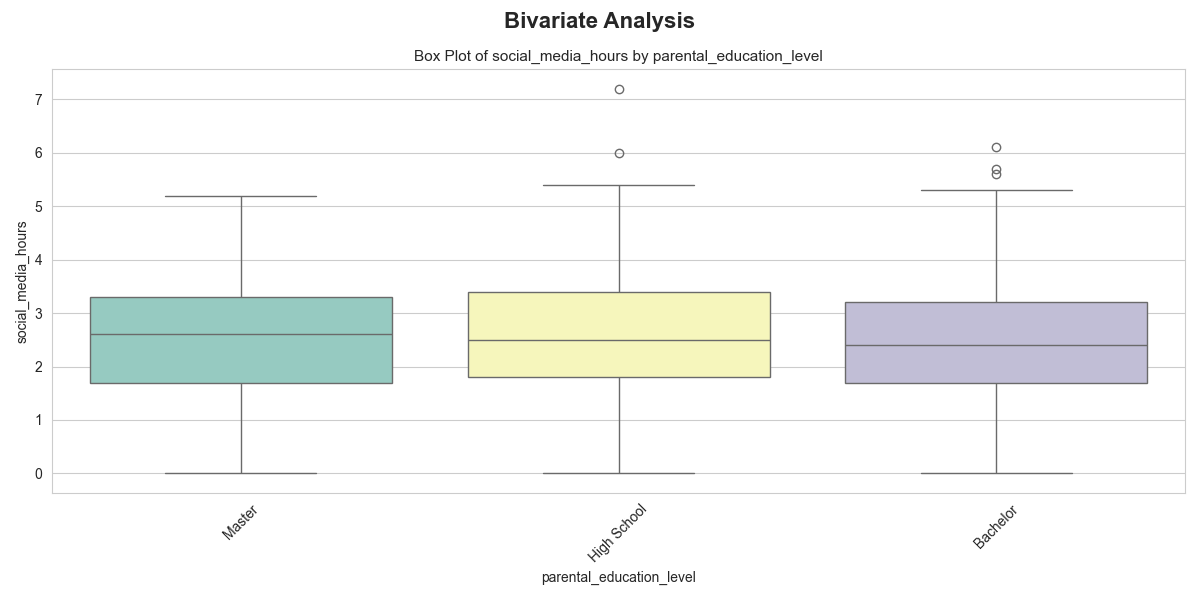 Bivariate Analysis
Box Plot of social_media_hours by parental_education_level
7
6
5
4
3
2
1
0
social_media_hours
Master
High School
Bachelor
parental_education_level